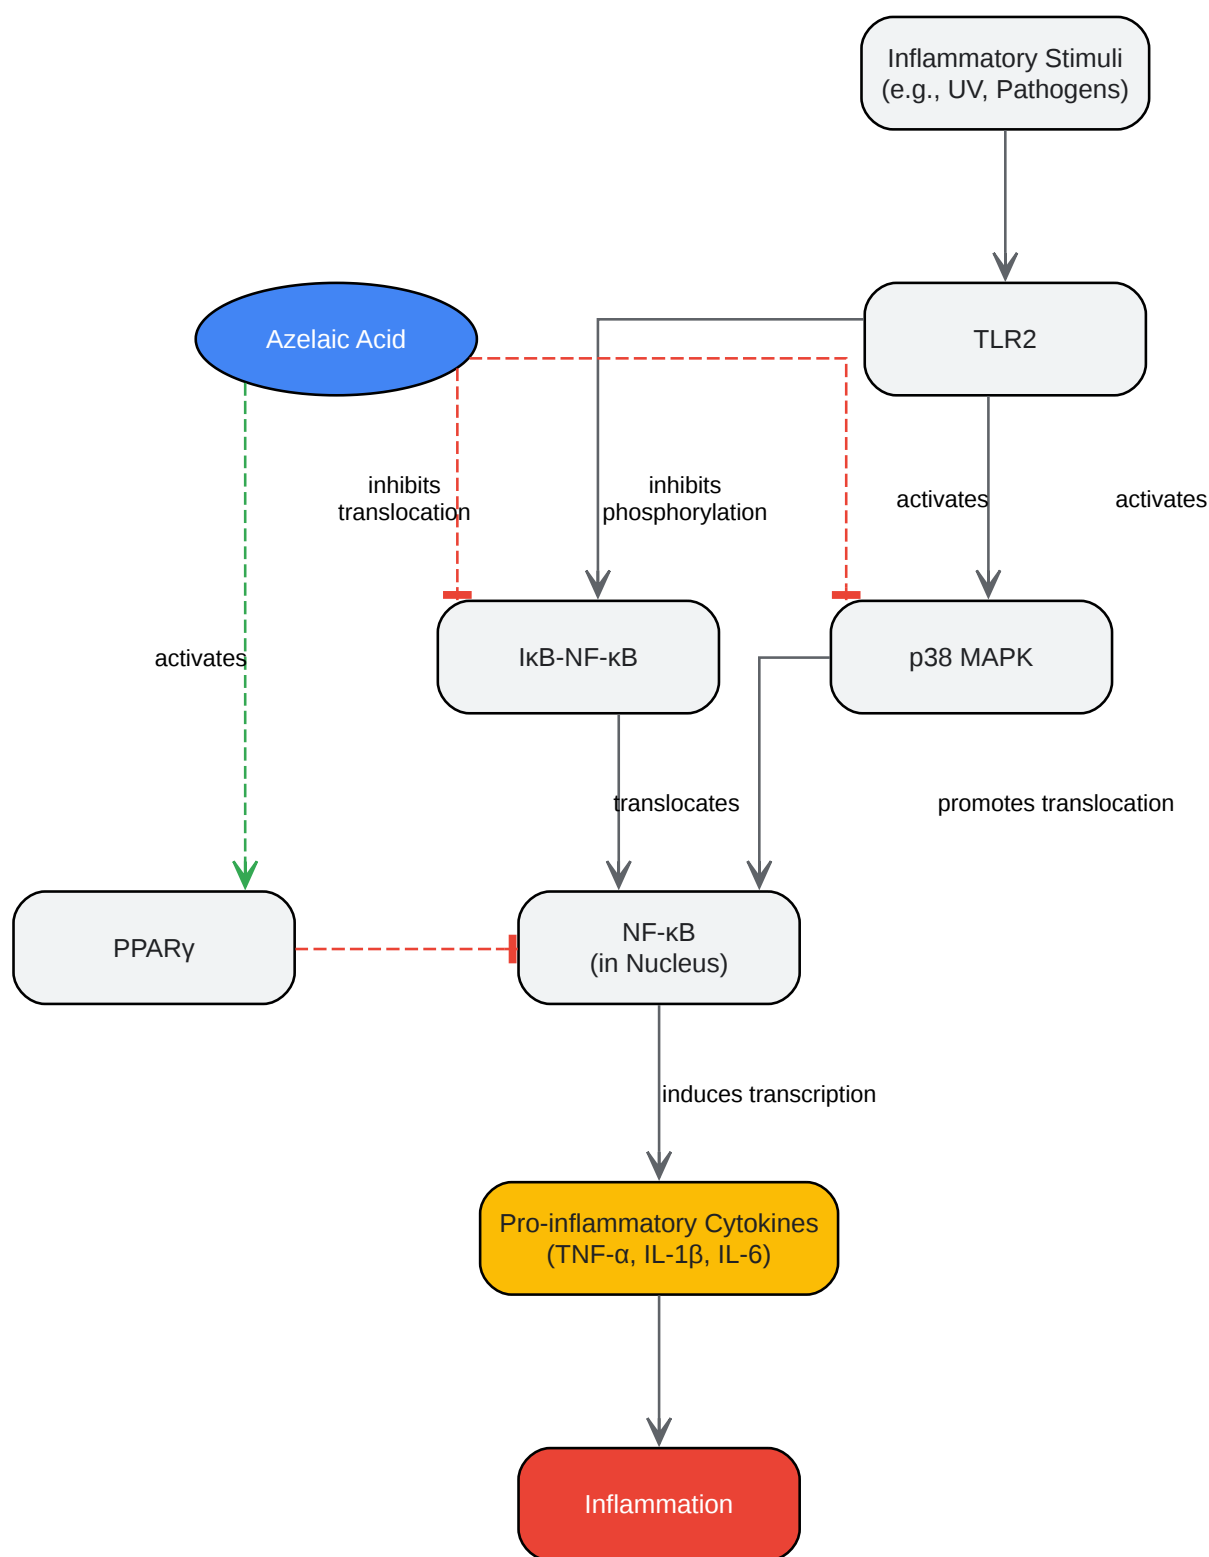 Inflammatory Stimuli
(e.g., UV, Pathogens)
Azelaic Acid
TLR2
inhibits
translocation
inhibits
phosphorylation
activates
activates
activates
IκB-NF-κB
p38 MAPK
translocates
promotes translocation
PPARγ
NF-κB
(in Nucleus)
induces transcription
Pro-inflammatory Cytokines
(TNF-α, IL-1β, IL-6)
Inflammation